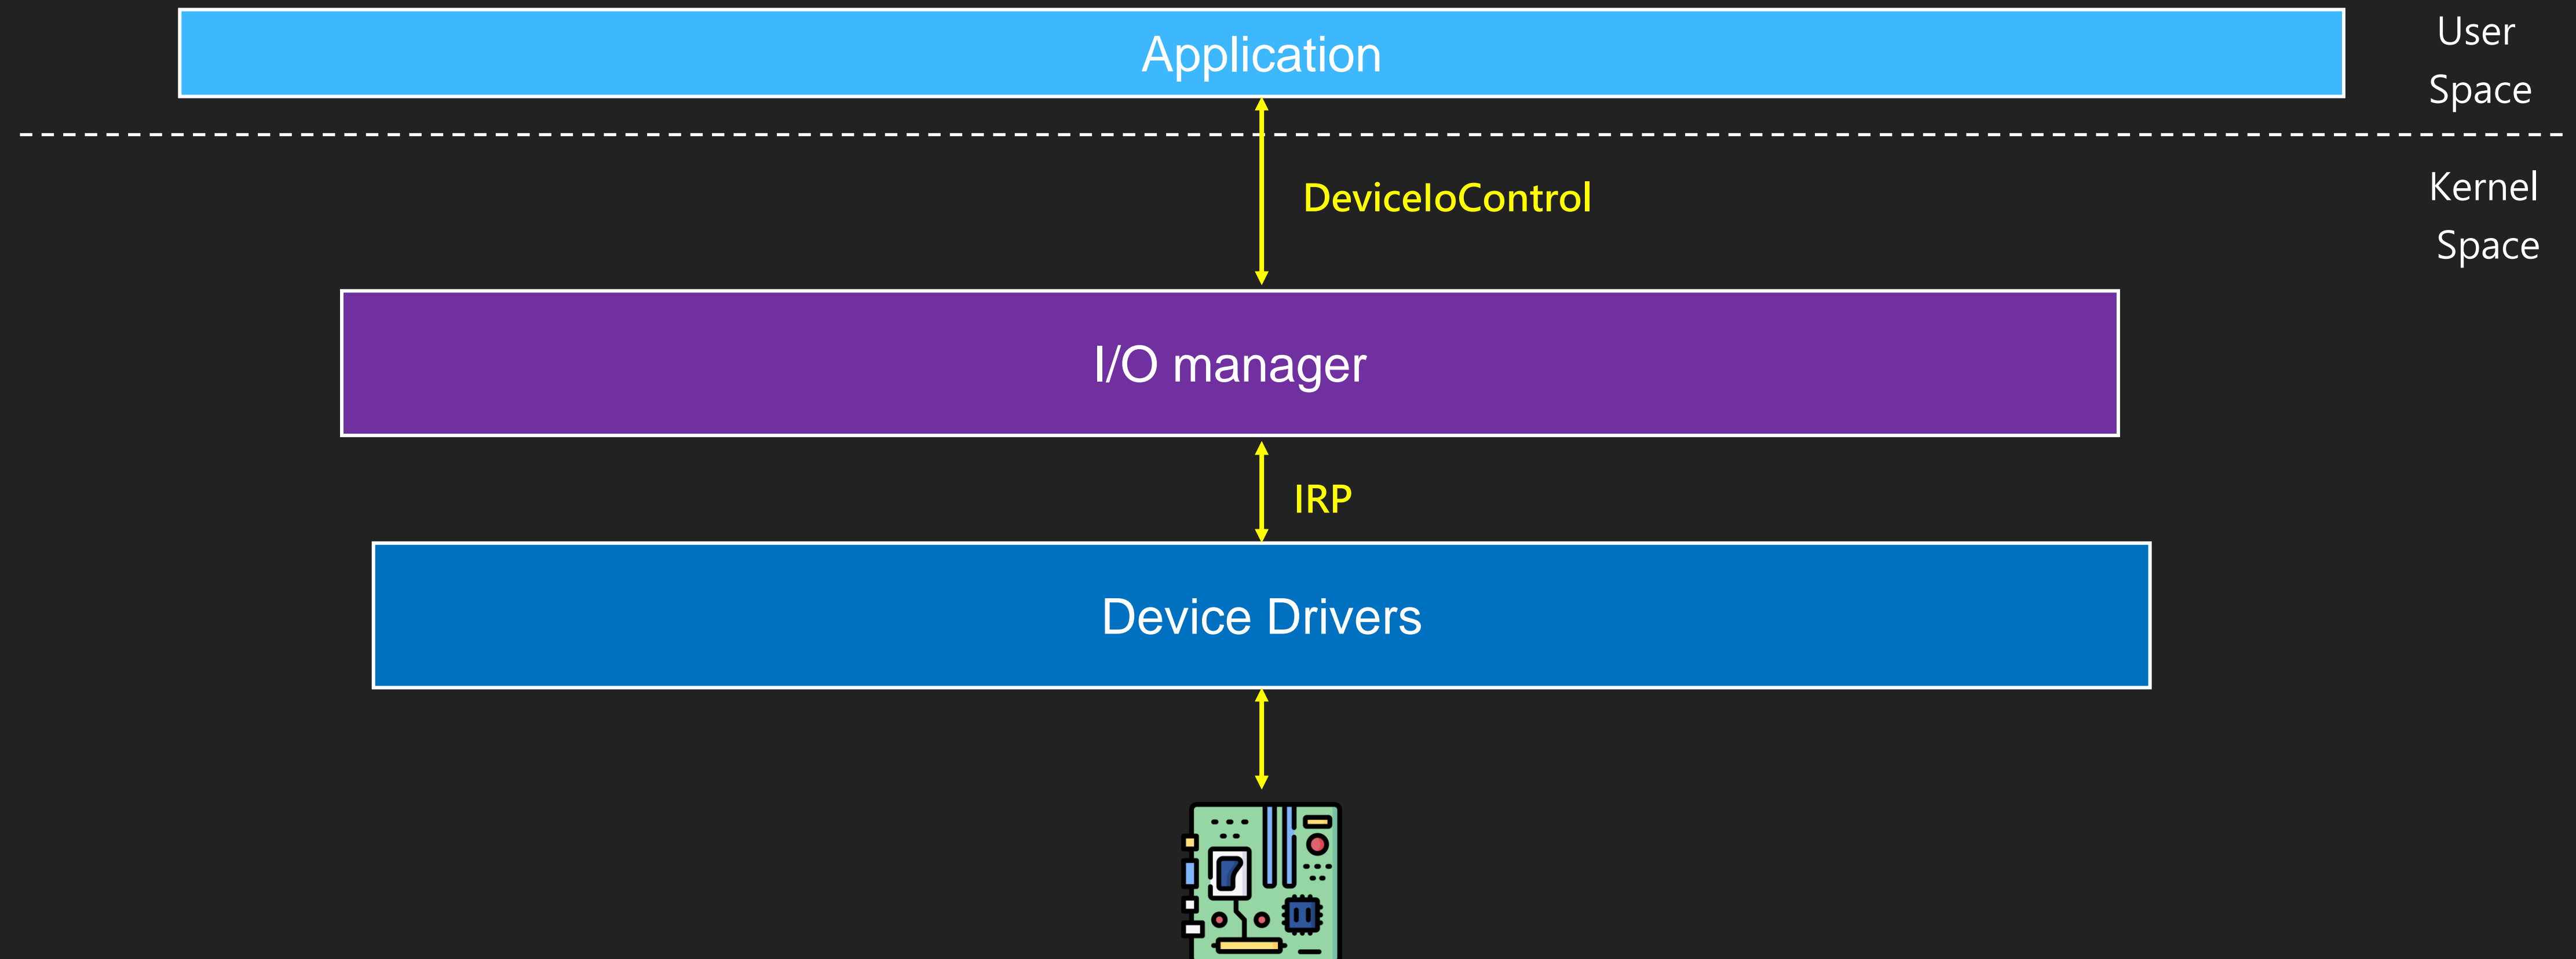 Application
User
Space
DeviceIoControl
Kernel
Space
I/O manager
IRP
Device Drivers